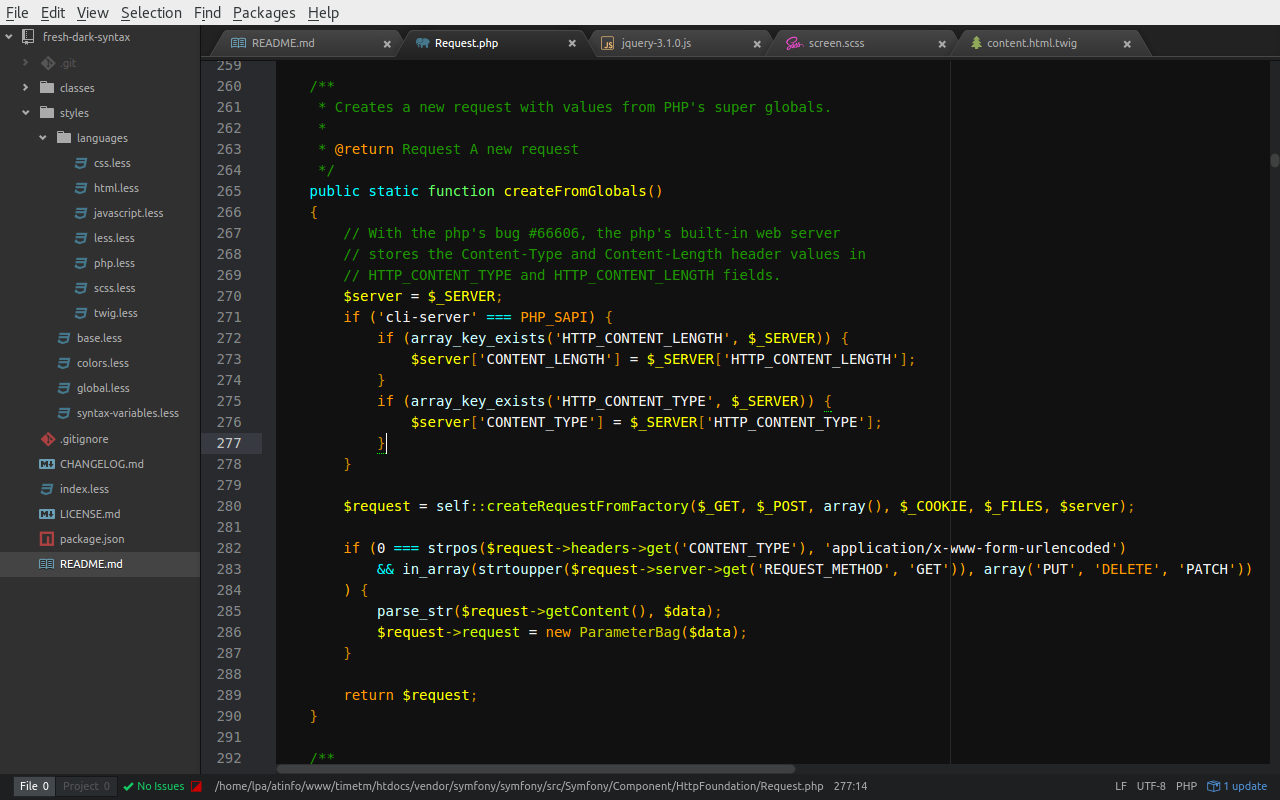 File Edit View Selection Find Packages Help
fresh-dark-syntax
.git
classes
styles
languages
css.less
html.less
javascript.less
less.less
php.less
scss.less
twig.less
base.less
colors.less
global.less
syntax-variables.less
.gitignore
CHANGELOG.md
index.less
LICENSE.md
package.json
README.md
README.md Request.php jquery-3.1.0.js screen.scss content.html.twig
259
260 /**
261 * Creates a new request with values from PHP's super globals.
262 *
263 * @return Request A new request
264 */
265 public static function createFromGlobals()
266 {
267 // With the php's bug #66606, the php's built-in web server
268 // stores the Content-Type and Content-Length header values in
269 // HTTP_CONTENT_TYPE and HTTP_CONTENT_LENGTH fields.
270 $server = $_SERVER;
271 if ('cli-server' === PHP_SAPI) {
272 if (array_key_exists('HTTP_CONTENT_LENGTH', $_SERVER)) {
273 $server['CONTENT_LENGTH'] = $_SERVER['HTTP_CONTENT_LENGTH'];
274 }
275 if (array_key_exists('HTTP_CONTENT_TYPE', $_SERVER)) {
276 $server['CONTENT_TYPE'] = $_SERVER['HTTP_CONTENT_TYPE'];
277 }
278 }
279
280 $request = self::createRequestFromFactory($_GET, $_POST, array(), $_COOKIE, $_FILES, $server);
281
282 if (0 === strpos($request->headers->get('CONTENT_TYPE'), 'application/x-www-form-urlencoded')
283 && in_array(strtoupper($request->server->get('REQUEST_METHOD', 'GET')), array('PUT', 'DELETE', 'PATCH'))
284 ) {
285 parse_str($request->getContent(), $data);
286 $request->request = new ParameterBag($data);
287 }
288
289 return $request;
290 }
291
292 /**
File 0 Project 0 No Issues /home/lpa/atinfo/www/timetm/htdocs/vendor/symfony/symfony/src/Symfony/Component/HttpFoundation/Request.php 277:14 LF UTF-8 PHP 1 update